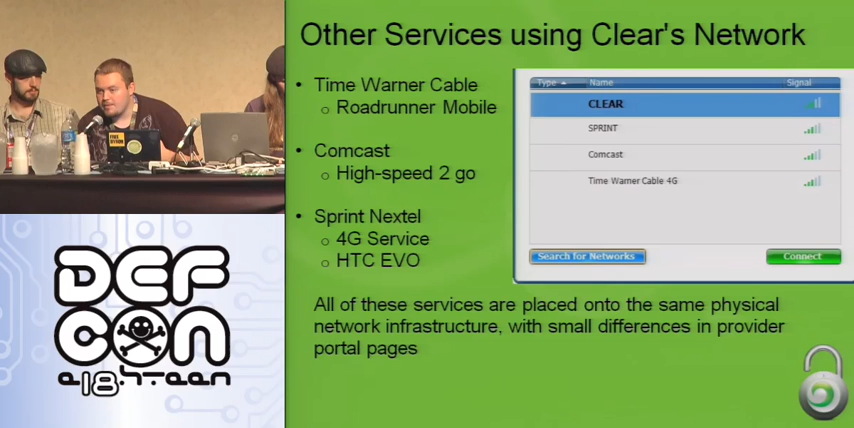 Other Services using Clear's Network
• Time Warner Cable
o Roadrunner Mobile
• Comcast
o High-speed 2 go
• Sprint Nextel
o 4G Service
o HTC EVO
Type Name Signal
CLEAR
SPRINT
Comcast
Time Warner Cable 4G
Search for Networks Connect
All of these services are placed onto the same physical
network infrastructure, with small differences in provider
portal pages
DEF
CON
e18hteen